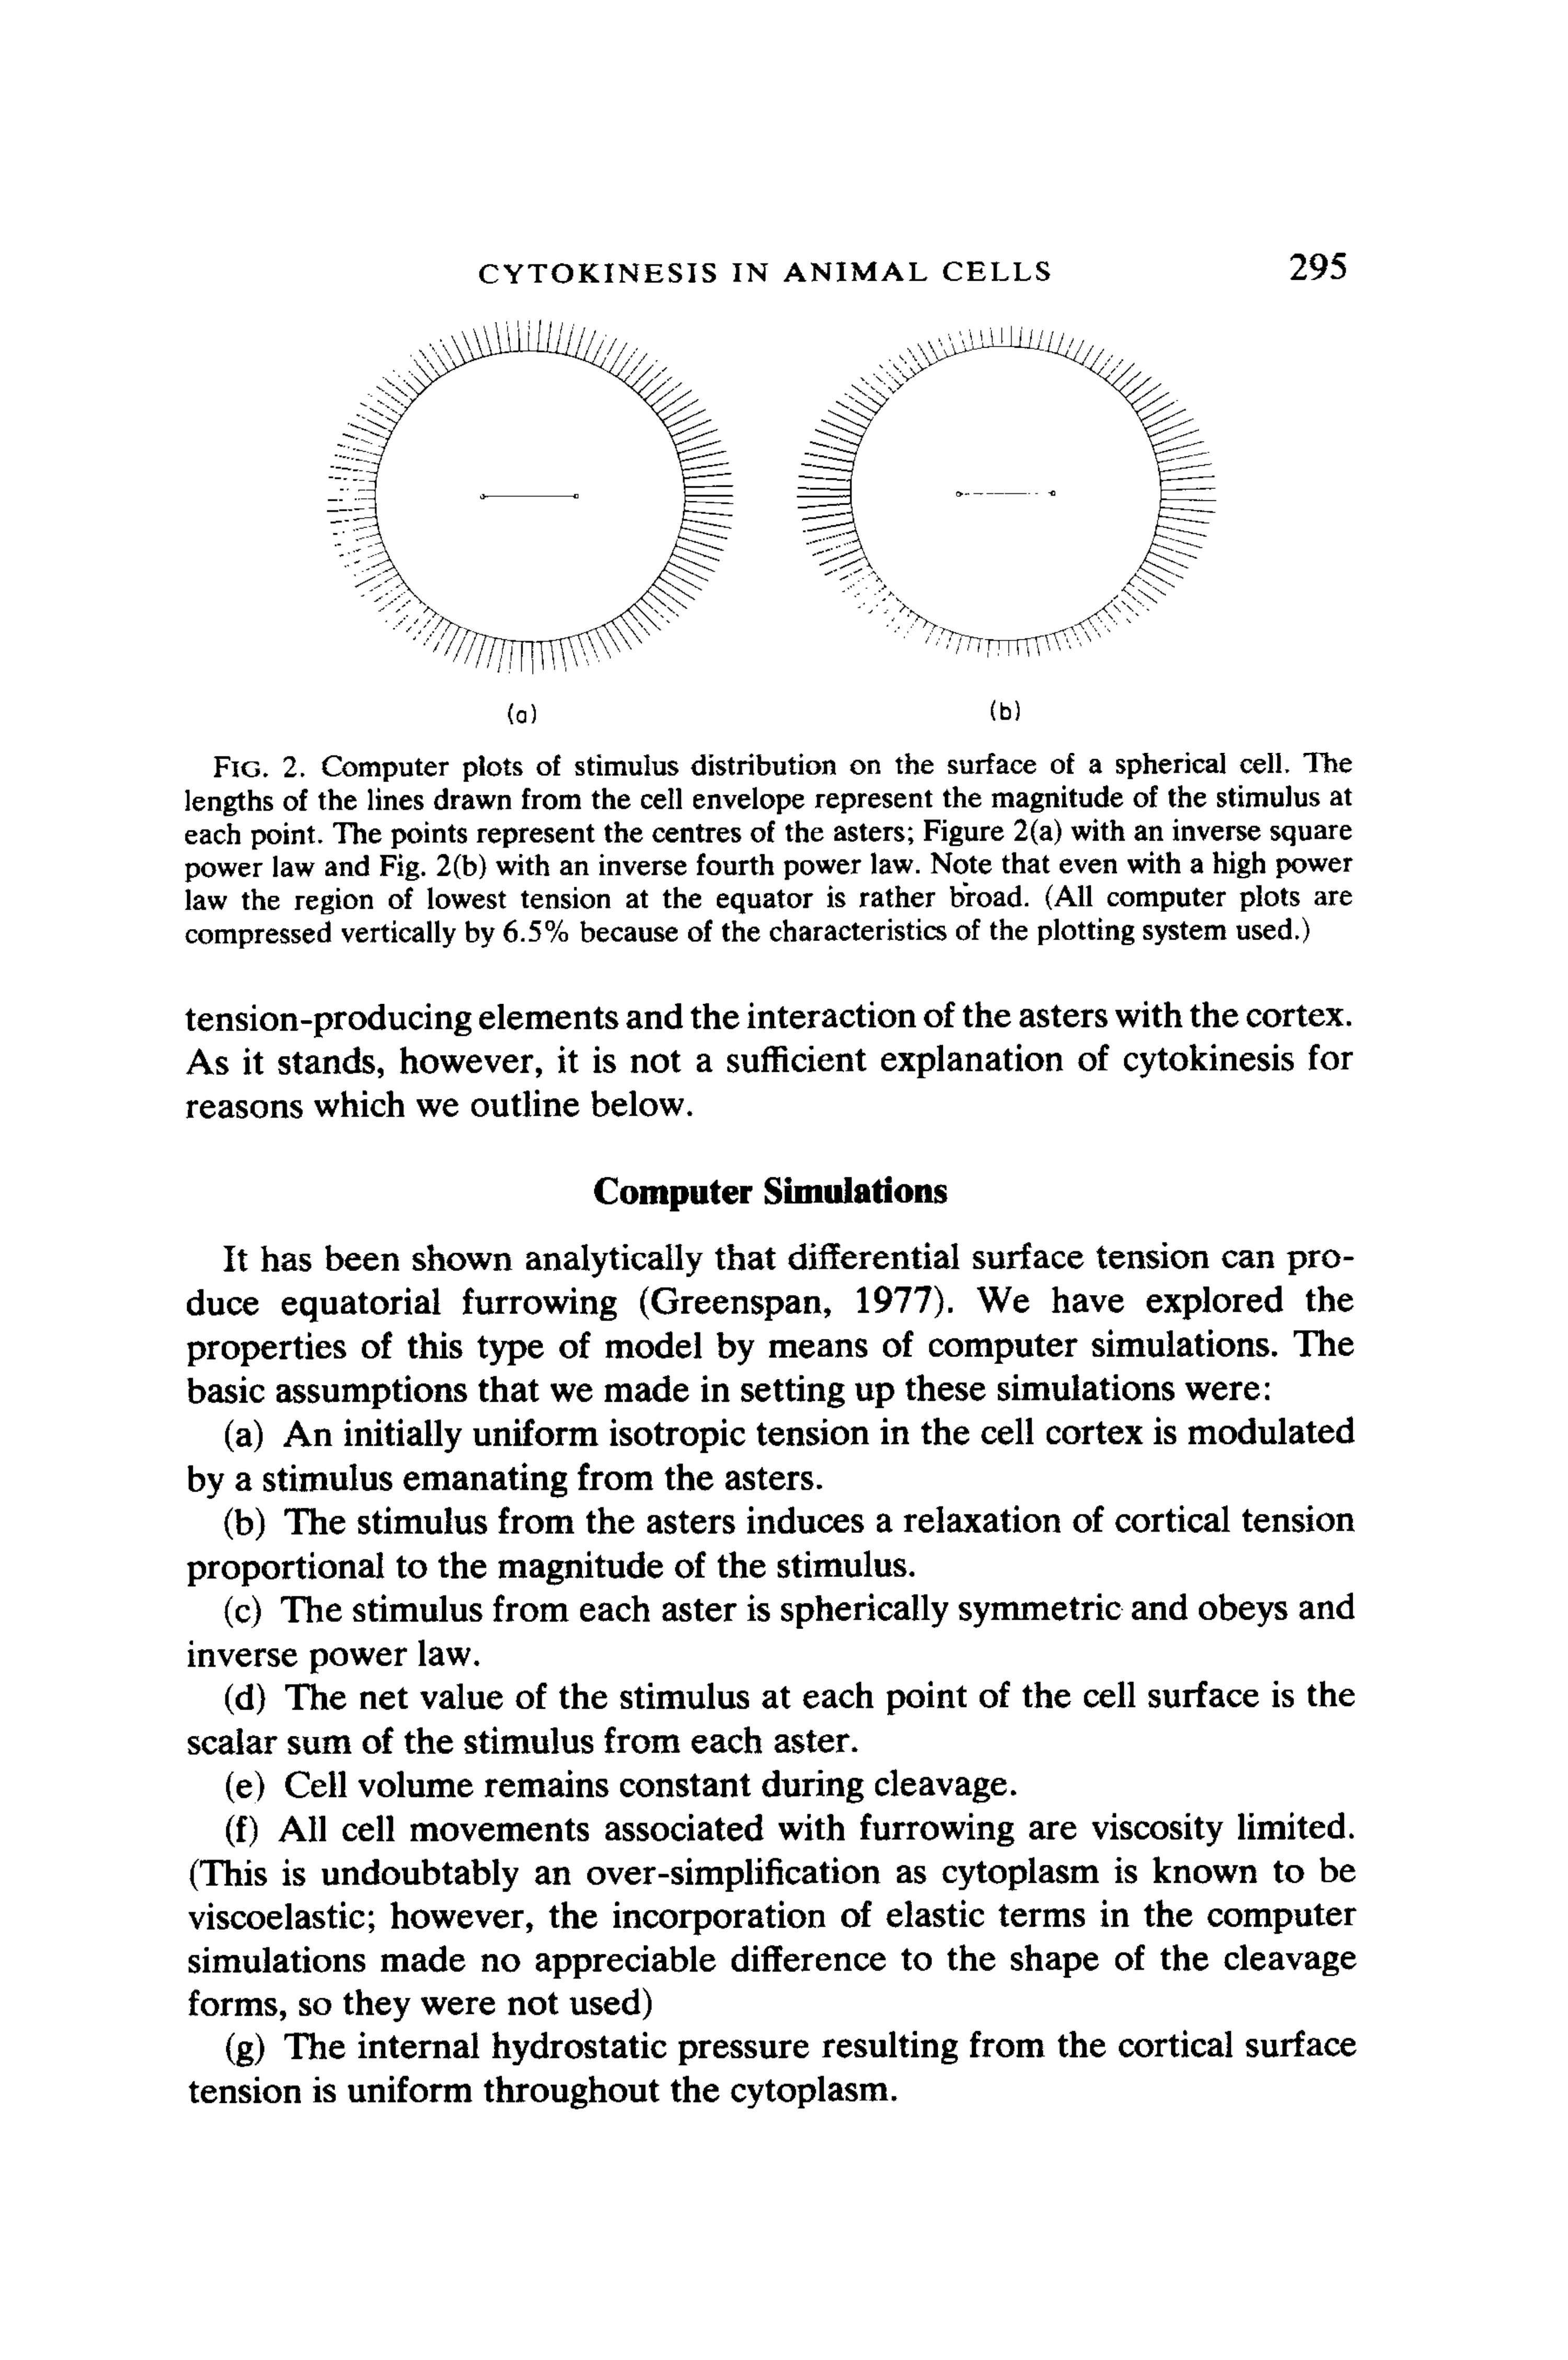 CYTOKINESIS IN ANIMAL CELLS 295
(a) (b)
FIG. 2. Computer plots of stimulus distribution on the surface of a spherical cell. The
lengths of the lines drawn from the cell envelope represent the magnitude of the stimulus at
each point. The points represent the centres of the asters; Figure 2(a) with an inverse square
power law and Fig. 2(b) with an inverse fourth power law. Note that even with a high power
law the region of lowest tension at the equator is rather broad. (All computer plots are
compressed vertically by 6.5% because of the characteristics of the plotting system used.)
tension-producing elements and the interaction of the asters with the cortex.
As it stands, however, it is not a sufficient explanation of cytokinesis for
reasons which we outline below.
Computer Simulations
It has been shown analytically that differential surface tension can pro-
duce equatorial furrowing (Greenspan, 1977). We have explored the
properties of this type of model by means of computer simulations. The
basic assumptions that we made in setting up these simulations were:
(a) An initially uniform isotropic tension in the cell cortex is modulated
by a stimulus emanating from the asters.
(b) The stimulus from the asters induces a relaxation of cortical tension
proportional to the magnitude of the stimulus.
(c) The stimulus from each aster is spherically symmetric and obeys and
inverse power law.
(d) The net value of the stimulus at each point of the cell surface is the
scalar sum of the stimulus from each aster.
(e) Cell volume remains constant during cleavage.
(f) All cell movements associated with furrowing are viscosity limited.
(This is undoubtably an over-simplification as cytoplasm is known to be
viscoelastic; however, the incorporation of elastic terms in the computer
simulations made no appreciable difference to the shape of the cleavage
forms, so they were not used)
(g) The internal hydrostatic pressure resulting from the cortical surface
tension is uniform throughout the cytoplasm.